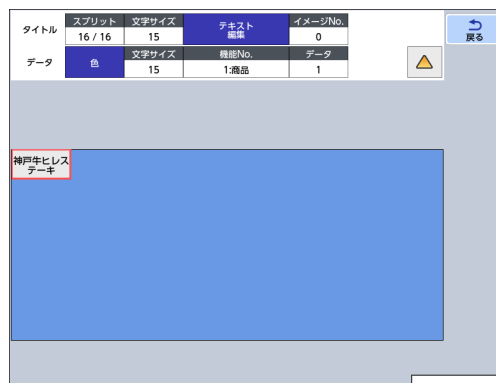 タイトル
スプリット
文字サイズ
テキスト
編集
イメージNo.
16 / 16
15
0
戻る
データ
色
文字サイズ
機能No.
データ
15
1:商品
1
神戸牛ヒレス
テーキ